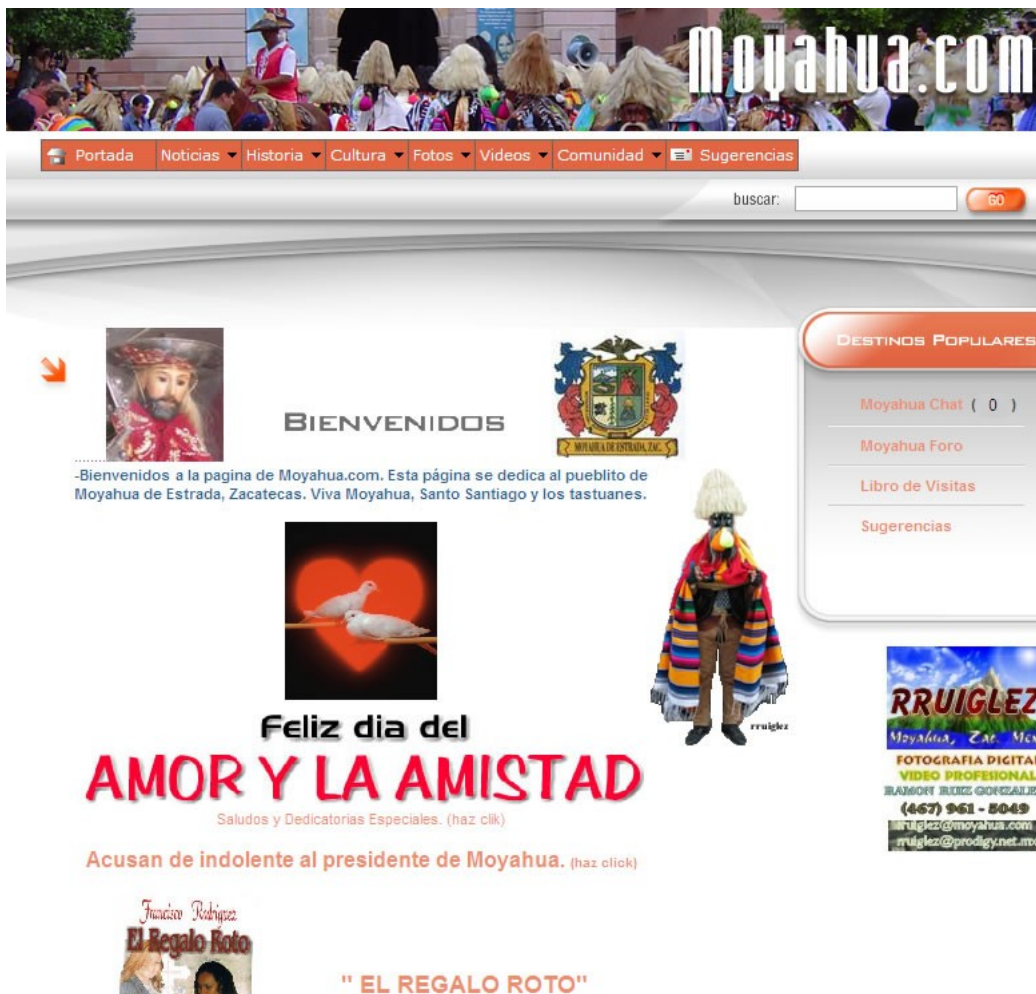 Moyahua.com
Portada Noticias Historia Cultura Fotos Videos Comunidad Sugerencias
buscar: GO
DESTINOS POPULARES
Moyahua Chat ( 0 )
Moyahua Foro
Libro de Visitas
Sugerencias
BIENVENIDOS
MOYAHUA DE ESTRADA, ZAC.
-Bienvenidos a la pagina de Moyahua.com. Esta página se dedica al pueblito de
Moyahua de Estrada, Zacatecas. Viva Moyahua, Santo Santiago y los tastuanes.
rruiglez
Feliz dia del
AMOR Y LA AMISTAD
Saludos y Dedicatorias Especiales. (haz clik)
Acusan de indolente al presidente de Moyahua. (haz click)
RRUIGLEZ
Moyahua, Zac. Mex
FOTOGRAFIA DIGITAL
VIDEO PROFESIONAL
RAMON RUIZ GONZALE
(467) 961 - 5049
rruiglez@moyahua.com
rruiglez@prodigy.net.mx
Francisco Rodriguez
El Regalo Roto
" EL REGALO ROTO"